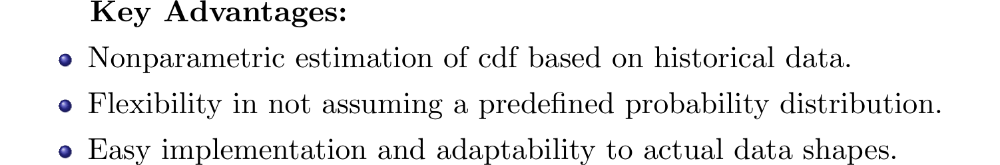 Key Advantages:
Nonparametric estimation of cdf based on historical data.
Flexibility in not assuming a predefined probability distribution.
Easy implementation and adaptability to actual data shapes.